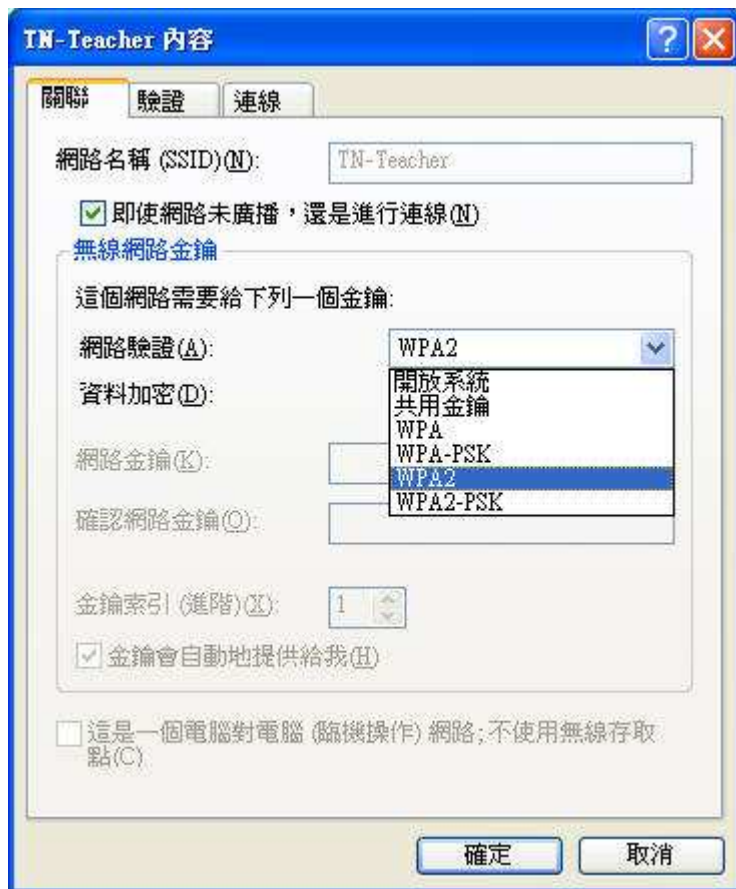 TN-Teacher 內容
關聯 驗證 連線
網路名稱 (SSID)(N): TN-Teacher
即使網路未廣播，還是進行連線(N)
無線網路金鑰
這個網路需要給下列一個金鑰:
網路驗證(A): WPA2
資料加密(D):
開放系統
共用金鑰
WPA
WPA-PSK
WPA2
WPA2-PSK
網路金鑰(K):
確認網路金鑰(O):
金鑰索引 (進階)(X): 1
金鑰會自動地提供給我(H)
這是一個電腦對電腦 (臨機操作) 網路;不使用無線存取
點(C)
確定 取消